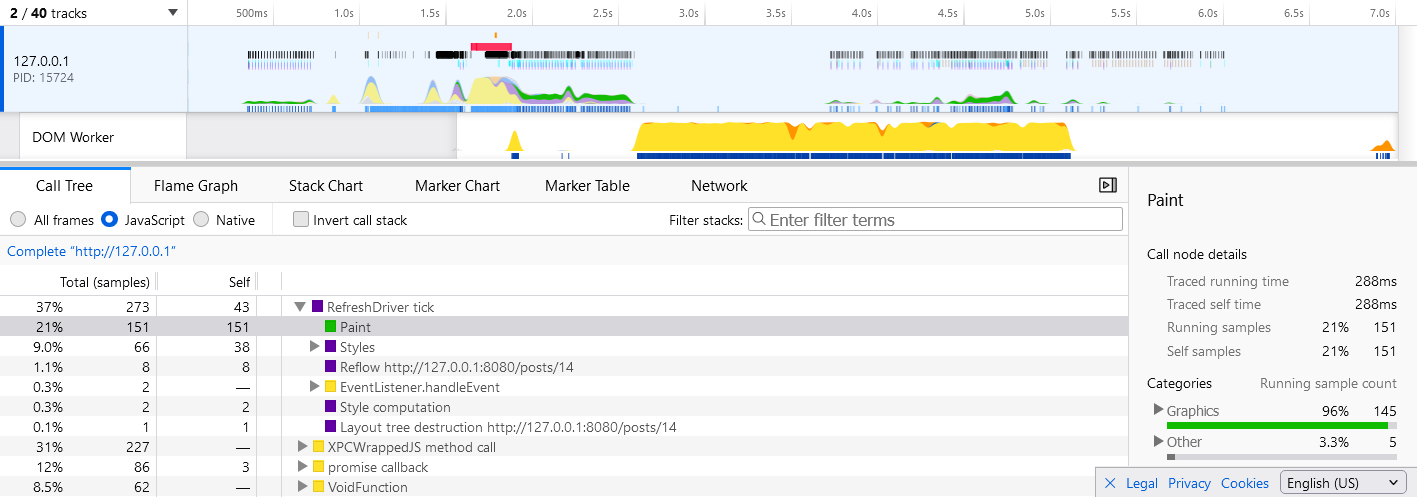 2 / 40 tracks
500ms 1.0s 1.5s 2.0s 2.5s 3.0s 3.5s 4.0s 4.5s 5.0s 5.5s 6.0s 6.5s 7.0s
127.0.0.1
PID: 15724
DOM Worker
Call Tree Flame Graph Stack Chart Marker Chart Marker Table Network
All frames JavaScript Native Invert call stack Filter stacks: Enter filter terms
Complete “http://127.0.0.1”
Total (samples) Self
37% 273 43 RefreshDriver tick
21% 151 151 Paint
9.0% 66 38 Styles
1.1% 8 8 Reflow http://127.0.0.1:8080/posts/14
0.3% 2 — EventListener.handleEvent
0.3% 2 2 Style computation
0.1% 1 1 Layout tree destruction http://127.0.0.1:8080/posts/14
31% 227 — XPCWrappedJS method call
12% 86 3 promise callback
8.5% 62 — VoidFunction
Paint
Call node details
Traced running time 288ms
Traced self time 288ms
Running samples 21% 151
Self samples 21% 151
Categories Running sample count
Graphics 96% 145
Other 3.3% 5
Legal Privacy Cookies English (US)